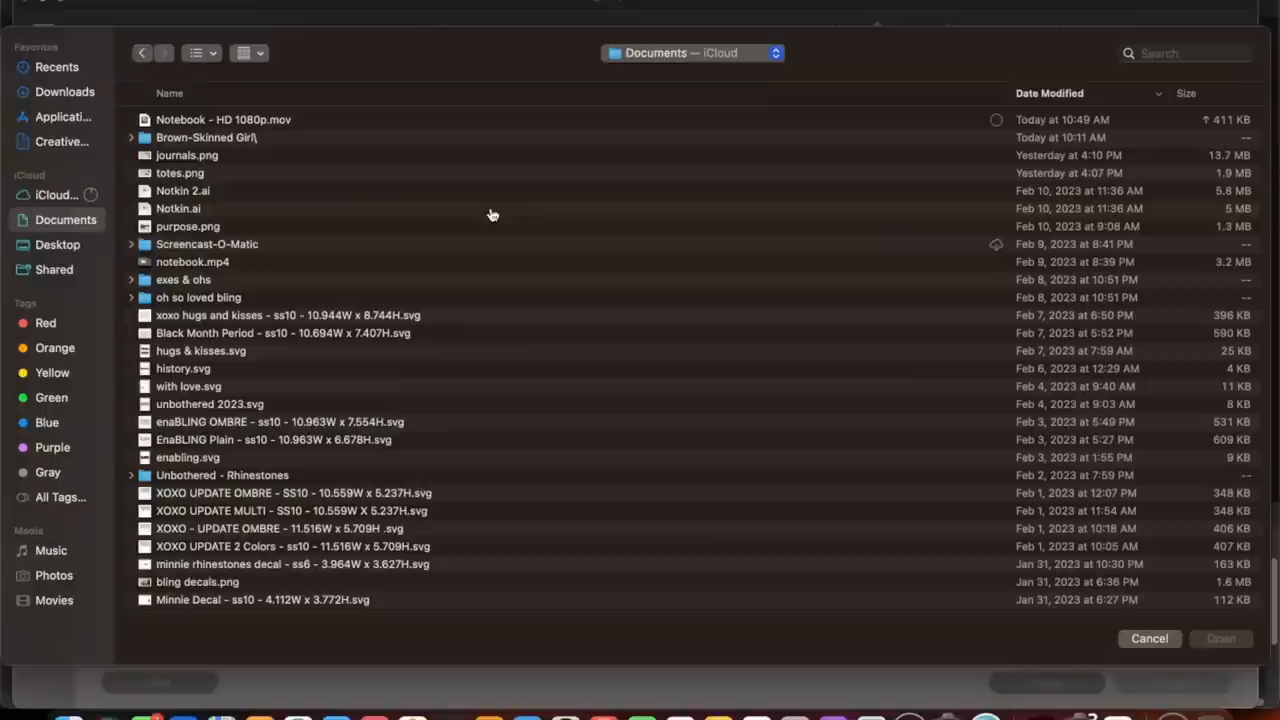 Favorites
Recents
Downloads
Applicati...
Creative...
iCloud
iCloud...
Documents
Desktop
Shared
Tags
Red
Orange
Yellow
Green
Blue
Purple
Gray
All Tags...
Media
Music
Photos
Movies
Documents — iCloud
Search
Name Date Modified Size
Notebook - HD 1080p.mov Today at 10:49 AM ↑ 411 KB
Brown-Skinned Girl\ Today at 10:11 AM --
journals.png Yesterday at 4:10 PM 13.7 MB
totes.png Yesterday at 4:07 PM 1.9 MB
Notkin 2.ai Feb 10, 2023 at 11:36 AM 5.8 MB
Notkin.ai Feb 10, 2023 at 11:36 AM 5 MB
purpose.png Feb 10, 2023 at 9:08 AM 1.3 MB
Screencast-O-Matic Feb 9, 2023 at 8:41 PM --
notebook.mp4 Feb 9, 2023 at 8:39 PM 3.2 MB
exes & ohs Feb 8, 2023 at 10:51 PM --
oh so loved bling Feb 8, 2023 at 10:51 PM --
xoxo hugs and kisses - ss10 - 10.944W x 8.744H.svg Feb 7, 2023 at 6:50 PM 396 KB
Black Month Period - ss10 - 10.694W x 7.407H.svg Feb 7, 2023 at 5:52 PM 590 KB
hugs & kisses.svg Feb 7, 2023 at 7:59 AM 25 KB
history.svg Feb 6, 2023 at 12:29 AM 4 KB
with love.svg Feb 4, 2023 at 9:40 AM 11 KB
unbothered 2023.svg Feb 4, 2023 at 9:03 AM 8 KB
enaBLING OMBRE - ss10 - 10.963W x 7.554H.svg Feb 3, 2023 at 5:49 PM 531 KB
EnaBLING Plain - ss10 - 10.963W x 6.678H.svg Feb 3, 2023 at 5:27 PM 609 KB
enabling.svg Feb 3, 2023 at 1:55 PM 9 KB
Unbothered - Rhinestones Feb 2, 2023 at 7:59 PM --
XOXO UPDATE OMBRE - SS10 - 10.559W X 5.237H.svg Feb 1, 2023 at 12:07 PM 348 KB
XOXO UPDATE MULTI - SS10 - 10.559W X 5.237H.svg Feb 1, 2023 at 11:54 AM 348 KB
XOXO - UPDATE OMBRE - 11.516W x 5.709H .svg Feb 1, 2023 at 10:18 AM 406 KB
XOXO UPDATE 2 Colors - ss10 - 11.516W x 5.709H.svg Feb 1, 2023 at 10:05 AM 407 KB
minnie rhinestones decal - ss6 - 3.964W x 3.627H.svg Jan 31, 2023 at 10:30 PM 163 KB
bling decals.png Jan 31, 2023 at 6:36 PM 1.6 MB
Minnie Decal - ss10 - 4.112W x 3.772H.svg Jan 31, 2023 at 6:27 PM 112 KB
Cancel Open